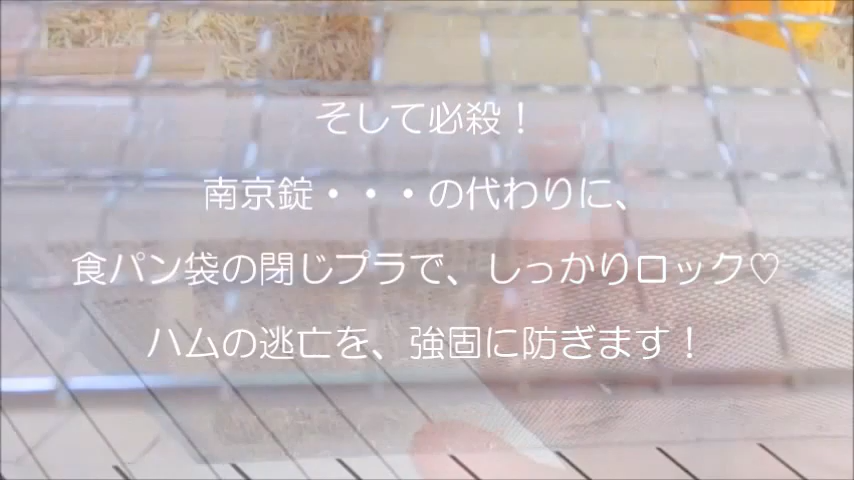 そして必殺！
南京錠・・・の代わりに、
食パン袋の閉じプラで、しっかりロック♡
ハムの逃亡を、強固に防ぎます！